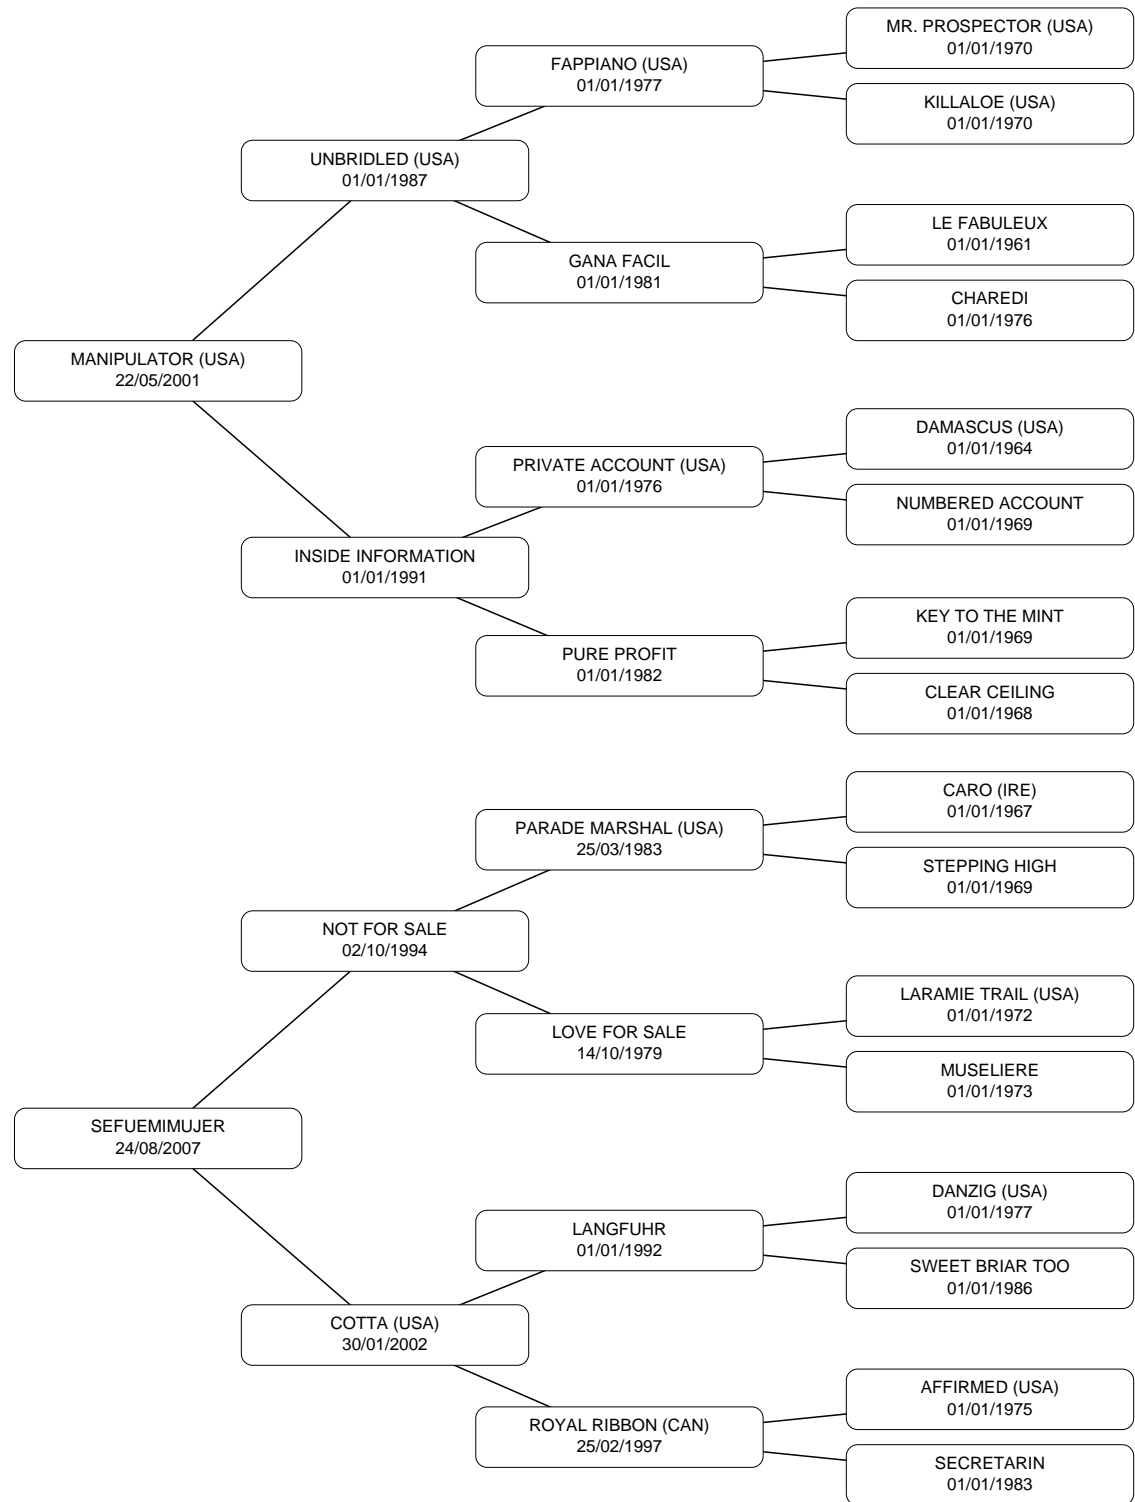 MR. PROSPECTOR (USA)
01/01/1970
FAPPIANO (USA)
01/01/1977
KILLALOE (USA)
01/01/1970
UNBRIDLED (USA)
01/01/1987
LE FABULEUX
01/01/1961
GANA FACIL
01/01/1981
CHAREDI
01/01/1976
MANIPULATOR (USA)
22/05/2001
DAMASCUS (USA)
01/01/1964
PRIVATE ACCOUNT (USA)
01/01/1976
NUMBERED ACCOUNT
01/01/1969
INSIDE INFORMATION
01/01/1991
KEY TO THE MINT
01/01/1969
PURE PROFIT
01/01/1982
CLEAR CEILING
01/01/1968
CARO (IRE)
01/01/1967
PARADE MARSHAL (USA)
25/03/1983
STEPPING HIGH
01/01/1969
NOT FOR SALE
02/10/1994
LARAMIE TRAIL (USA)
01/01/1972
LOVE FOR SALE
14/10/1979
MUSELIERE
01/01/1973
SEFUEMIMUJER
24/08/2007
DANZIG (USA)
01/01/1977
LANGFUHR
01/01/1992
SWEET BRIAR TOO
01/01/1986
COTTA (USA)
30/01/2002
AFFIRMED (USA)
01/01/1975
ROYAL RIBBON (CAN)
25/02/1997
SECRETARIN
01/01/1983